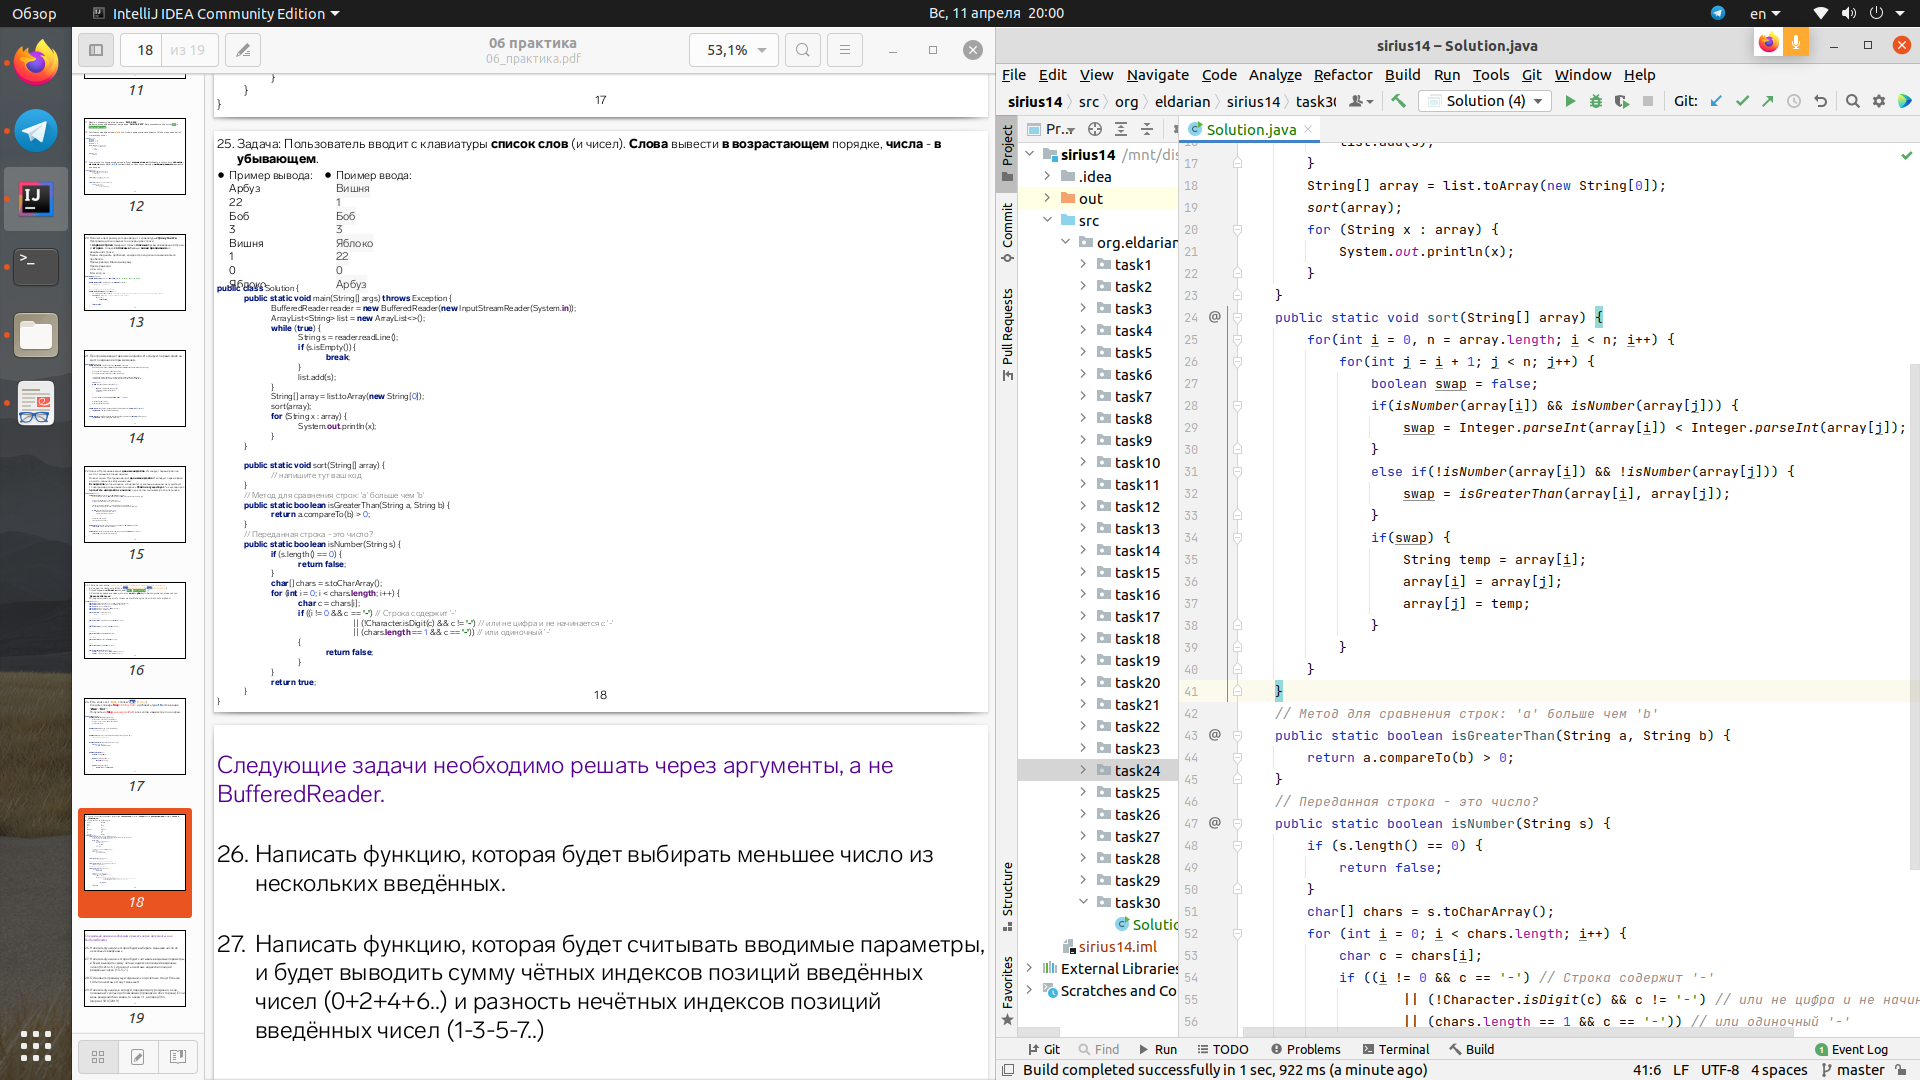 Обзор
IntelliJ IDEA Community Edition
Вс, 11 апреля 20:00
en
18
из 19
06 практика
06_практика.pdf
53,1%
11
12
13
14
15
16
17
18
19
}
}
}
17
25. Задача: Пользователь вводит с клавиатуры список слов (и чисел). Слова вывести в возрастающем порядке, числа - в
убывающем.
● Пример вывода:
Арбуз
22
Боб
3
Вишня
1
0
Яблоко
● Пример ввода:
Вишня
1
Боб
3
Яблоко
22
0
Арбуз
public class Solution {
public static void main(String[] args) throws Exception {
BufferedReader reader = new BufferedReader(new InputStreamReader(System.in));
ArrayList<String> list = new ArrayList<>();
while (true) {
String s = reader.readLine();
if (s.isEmpty()) {
break;
}
list.add(s);
}
String[] array = list.toArray(new String[0]);
sort(array);
for (String x : array) {
System.out.println(x);
}
}
public static void sort(String[] array) {
// напишите тут ваш код
}
// Метод для сравнения строк: 'a' больше чем 'b'
public static boolean isGreaterThan(String a, String b) {
return a.compareTo(b) > 0;
}
// Переданная строка - это число?
public static boolean isNumber(String s) {
if (s.length() == 0) {
return false;
}
char[] chars = s.toCharArray();
for (int i = 0; i < chars.length; i++) {
char c = chars[i];
if ((i != 0 && c == '-') // Строка содержит '-'
|| (!Character.isDigit(c) && c != '-') // или не цифра и не начинается с '-'
|| (chars.length == 1 && c == '-')) // или одиночный '-'
{
return false;
}
}
return true;
}
}
18
Следующие задачи необходимо решать через аргументы, а не
BufferedReader.
26. Написать функцию, которая будет выбирать меньшее число из
нескольких введённых.
27. Написать функцию, которая будет считывать вводимые параметры,
и будет выводить сумму чётных индексов позиций введённых
чисел (0+2+4+6..) и разность нечётных индексов позиций
введённых чисел (1-3-5-7..)
sirius14 – Solution.java
File Edit View Navigate Code Analyze Refactor Build Run Tools Git Window Help
sirius14 src org eldarian sirius14 task30
Solution (4)
Git:
Project
Commit
Pull Requests
Structure
Favorites
Pr...
sirius14 /mnt/dis
.idea
out
src
org.eldarian
task1
task2
task3
task4
task5
task6
task7
task8
task9
task10
task11
task12
task13
task14
task15
task16
task17
task18
task19
task20
task21
task22
task23
task24
task25
task26
task27
task28
task29
task30
Solutio
sirius14.iml
External Libraries
Scratches and Co
Solution.java
16 list.add(s);
17 }
18 String[] array = list.toArray(new String[0]);
19 sort(array);
20 for (String x : array) {
21 System.out.println(x);
22 }
23 }
24 @ public static void sort(String[] array) {
25 for(int i = 0, n = array.length; i < n; i++) {
26 for(int j = i + 1; j < n; j++) {
27 boolean swap = false;
28 if(isNumber(array[i]) && isNumber(array[j])) {
29 swap = Integer.parseInt(array[i]) < Integer.parseInt(array[j]);
30 }
31 else if(!isNumber(array[i]) && !isNumber(array[j])) {
32 swap = isGreaterThan(array[i], array[j]);
33 }
34 if(swap) {
35 String temp = array[i];
36 array[i] = array[j];
37 array[j] = temp;
38 }
39 }
40 }
41 }
42 // Метод для сравнения строк: 'a' больше чем 'b'
43 @ public static boolean isGreaterThan(String a, String b) {
44 return a.compareTo(b) > 0;
45 }
46 // Переданная строка - это число?
47 @ public static boolean isNumber(String s) {
48 if (s.length() == 0) {
49 return false;
50 }
51 char[] chars = s.toCharArray();
52 for (int i = 0; i < chars.length; i++) {
53 char c = chars[i];
54 if ((i != 0 && c == '-') // Строка содержит '-'
55 || (!Character.isDigit(c) && c != '-') // или не цифра и не начин
56 || (chars.length == 1 && c == '-')) // или одиночный '-'
Git Find Run TODO Problems Terminal Build
1 Event Log
Build completed successfully in 1 sec, 922 ms (a minute ago)
41:6 LF UTF-8 4 spaces master